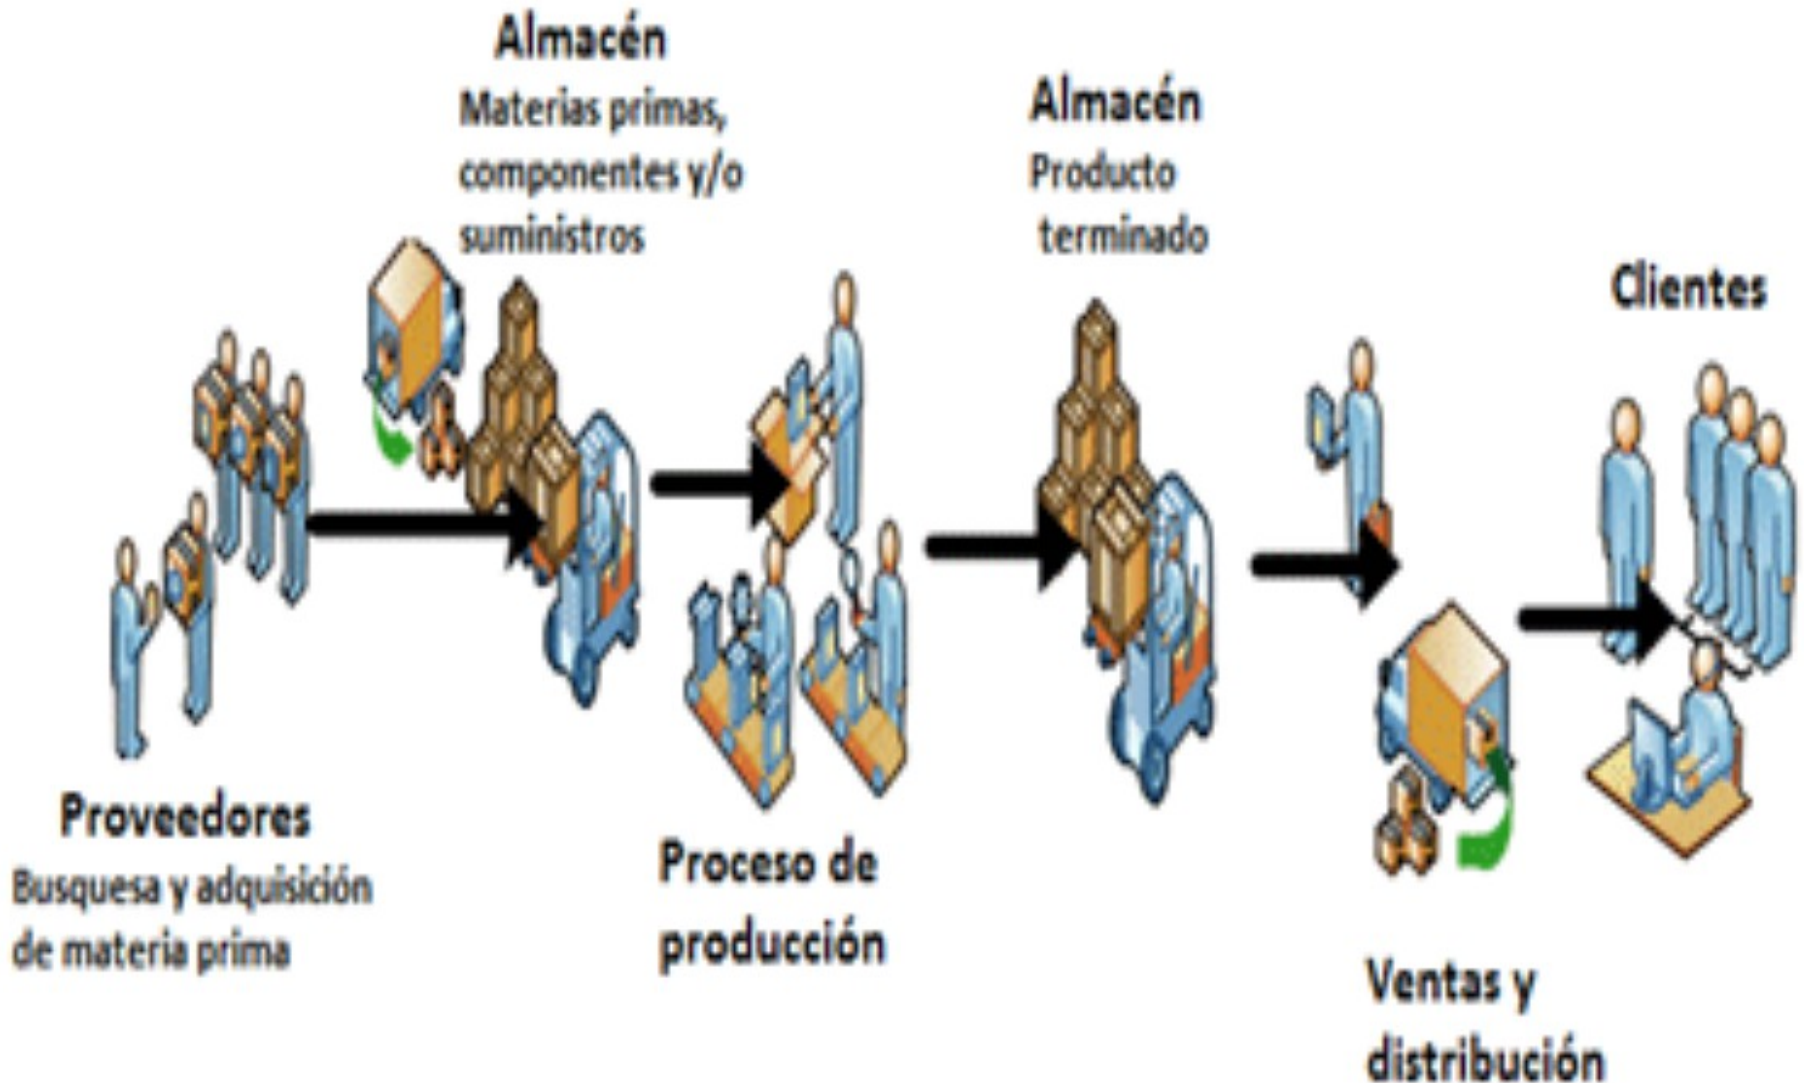 Almacén
Materias primas,
componentes y/o
suministros
Almacén
Producto
terminado
Clientes
Proveedores
Busquesa y adquisición
de materia prima
Proceso de
producción
Ventas y
distribución